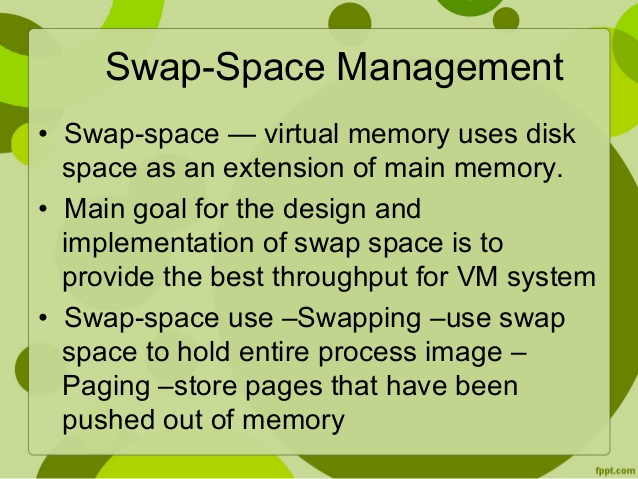 Swap-Space Management
• Swap-space — virtual memory uses disk
space as an extension of main memory.
• Main goal for the design and
implementation of swap space is to
provide the best throughput for VM system
• Swap-space use –Swapping –use swap
space to hold entire process image –
Paging –store pages that have been
pushed out of memory
fppt.com